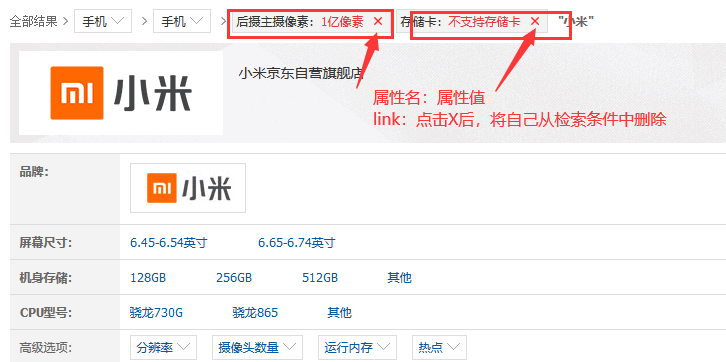 全部结果 > 手机 > 手机 > 后摄主摄像素：1亿像素 × 存储卡：不支持存储卡 × "小米"
mi 小米
小米京东自营旗舰店
属性名：属性值
link：点击X后，将自己从检索条件中删除
品牌：
mi 小米
屏幕尺寸： 6.45-6.54英寸 6.65-6.74英寸
机身存储： 128GB 256GB 512GB 其他
CPU型号： 骁龙730G 骁龙865 其他
高级选项： 分辨率 摄像头数量 运行内存 热点